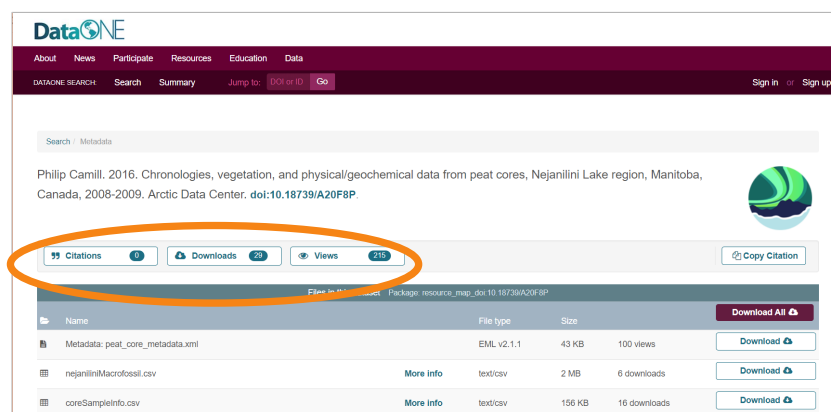 DataONE
About News Participate Resources Education Data
DATAONE SEARCH: Search Summary Jump to: DOI or ID Go Sign in or Sign up
Search / Metadata
Philip Camill. 2016. Chronologies, vegetation, and physical/geochemical data from peat cores, Nejanilini Lake region, Manitoba,
Canada, 2008-2009. Arctic Data Center. doi:10.18739/A20F8P.
Citations 0 Downloads 29 Views 215 Copy Citation
Files in this dataset Package: resource_map_doi:10.18739/A20F8P
Name File type Size Download All
Metadata: peat_core_metadata.xml EML v2.1.1 43 KB 100 views Download
nejaniliniMacrofossil.csv More info text/csv 2 MB 6 downloads Download
coreSampleInfo.csv More info text/csv 156 KB 16 downloads Download